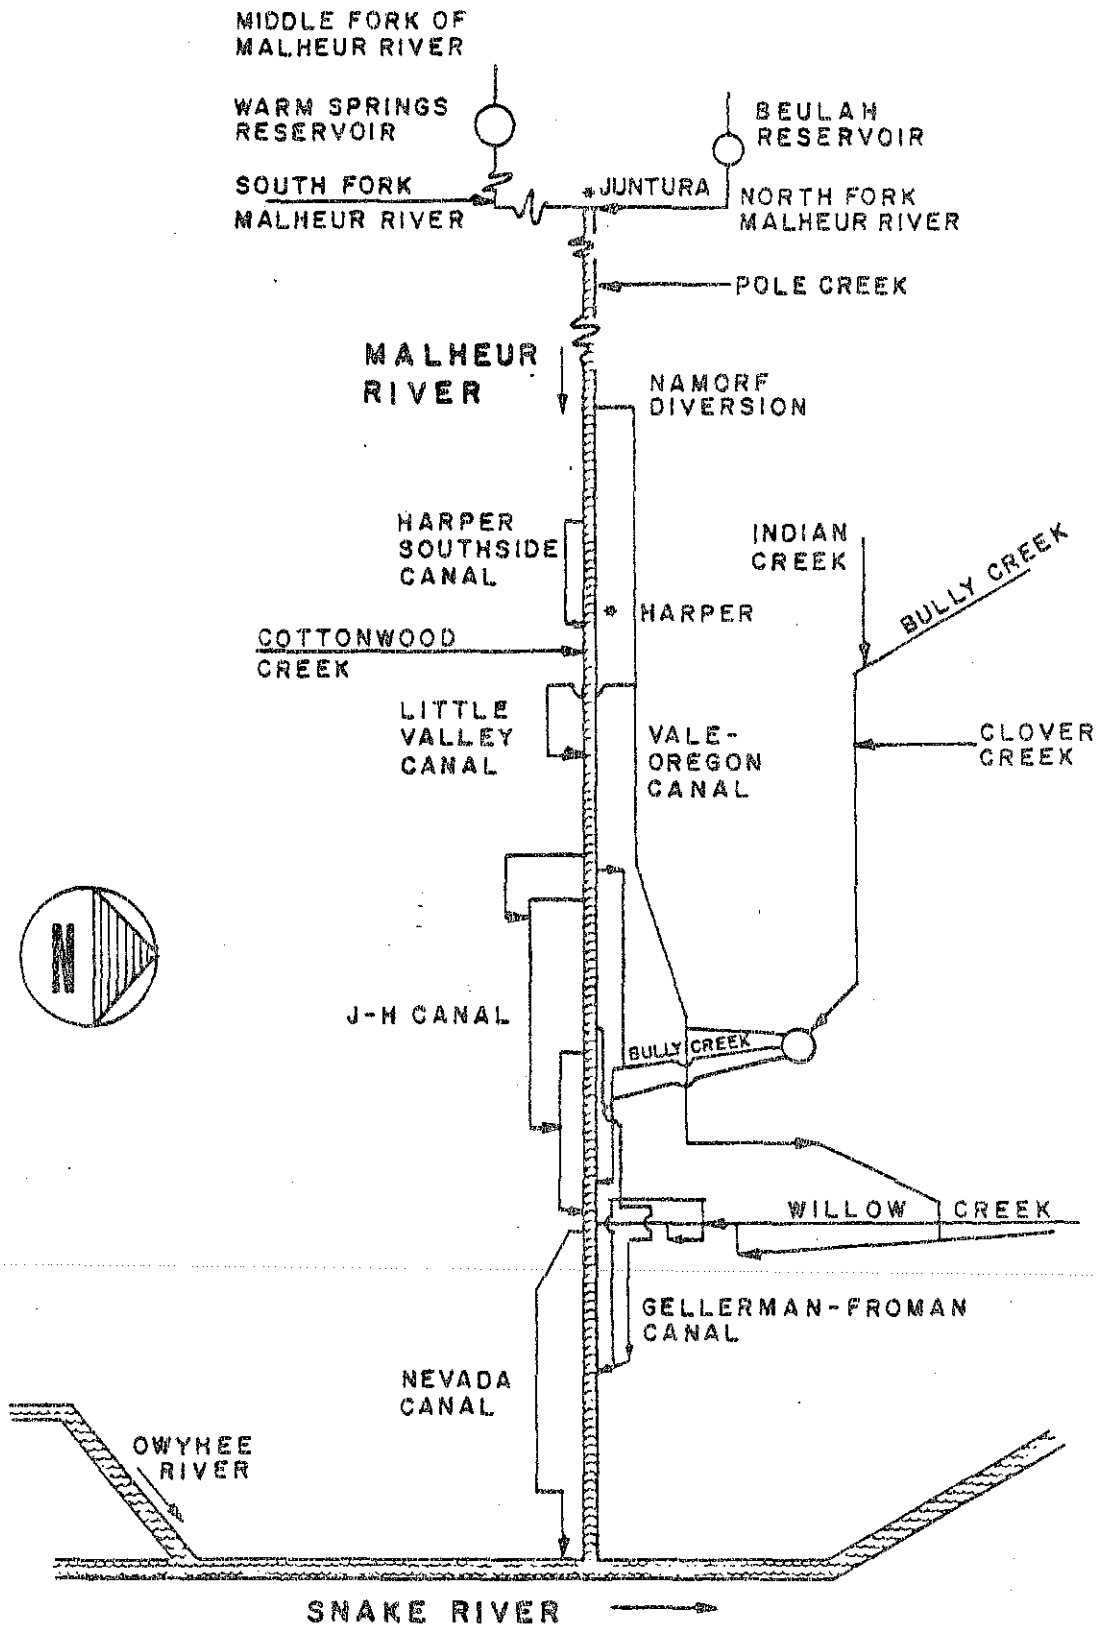 MIDDLE FORK OF
MALHEUR RIVER
WARM SPRINGS
RESERVOIR
BEULAH
RESERVOIR
SOUTH FORK
MALHEUR RIVER
JUNTURA
NORTH FORK
MALHEUR RIVER
POLE CREEK
MALHEUR
RIVER
NAMORF
DIVERSION
HARPER
SOUTHSIDE
CANAL
INDIAN
CREEK
BULLY CREEK
HARPER
COTTONWOOD
CREEK
LITTLE
VALLEY
CANAL
VALE-
OREGON
CANAL
CLOVER
CREEK
N
J-H CANAL
BULLY CREEK
WILLOW CREEK
GELLERMAN-FROMAN
CANAL
NEVADA
CANAL
OWYHEE
RIVER
SNAKE RIVER